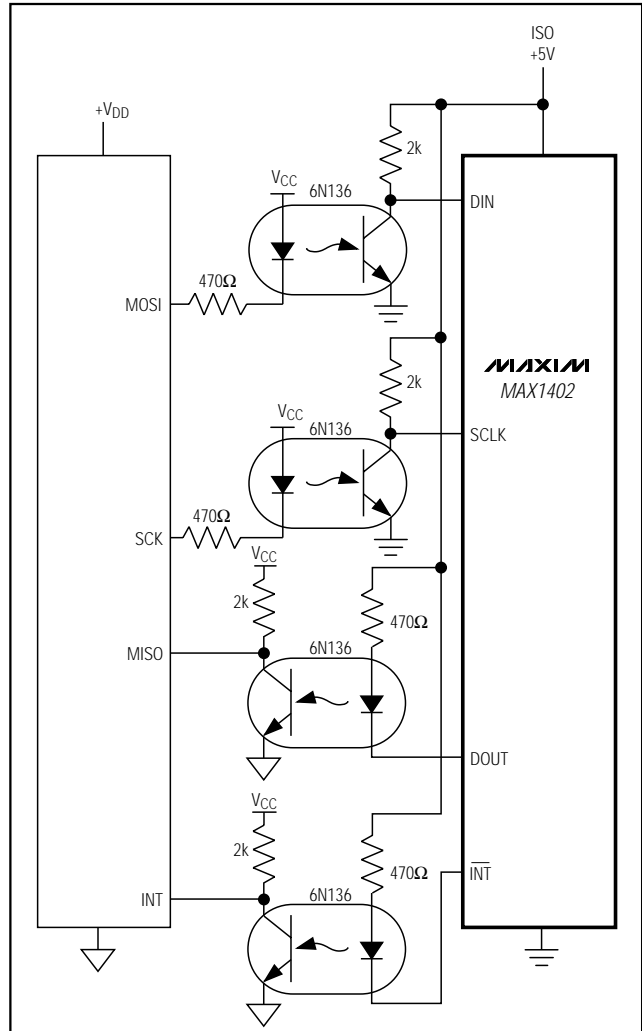 ISO
+5V
+VDD
2k
VCC
6N136
DIN
470Ω
MOSI
MAXIM
MAX1402
2k
VCC
6N136
SCLK
470Ω
SCK
VCC
2k
470Ω
MISO
6N136
DOUT
VCC
2k
470Ω
INT
INT
6N136